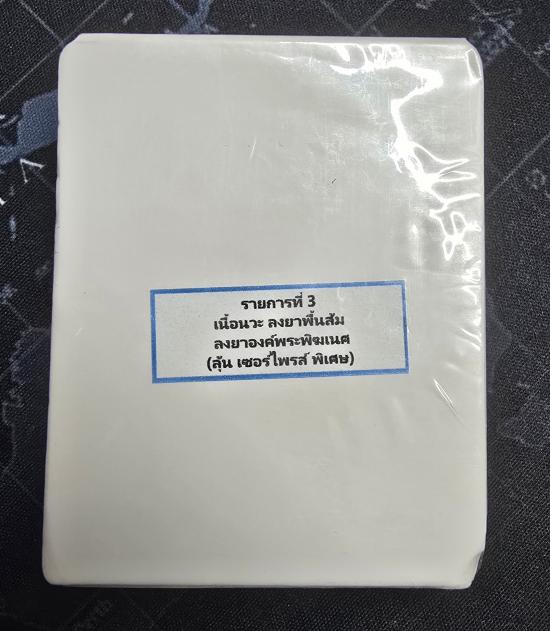 รายการที่ 3
เนื้อนวะ ลงยาพื้นส้ม
ลงยาองค์พระพิฆเนศ
(ลุ้น เซอร์ไพรส์ พิเศษ)